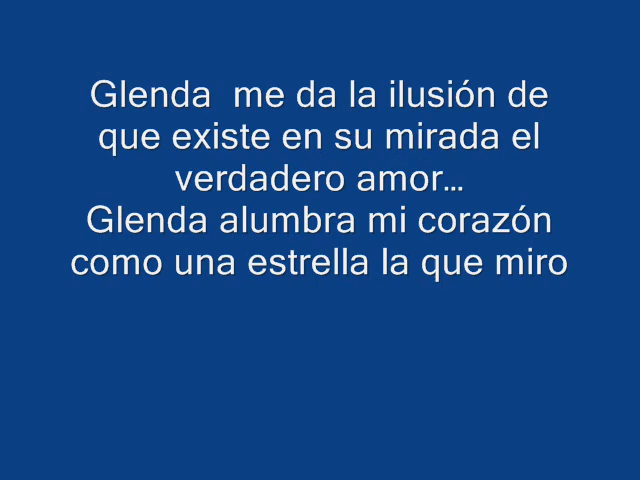 Glenda  me da la ilusión de
que existe en su mirada el
verdadero amor...
Glenda alumbra mi corazón
como una estrella la que miro